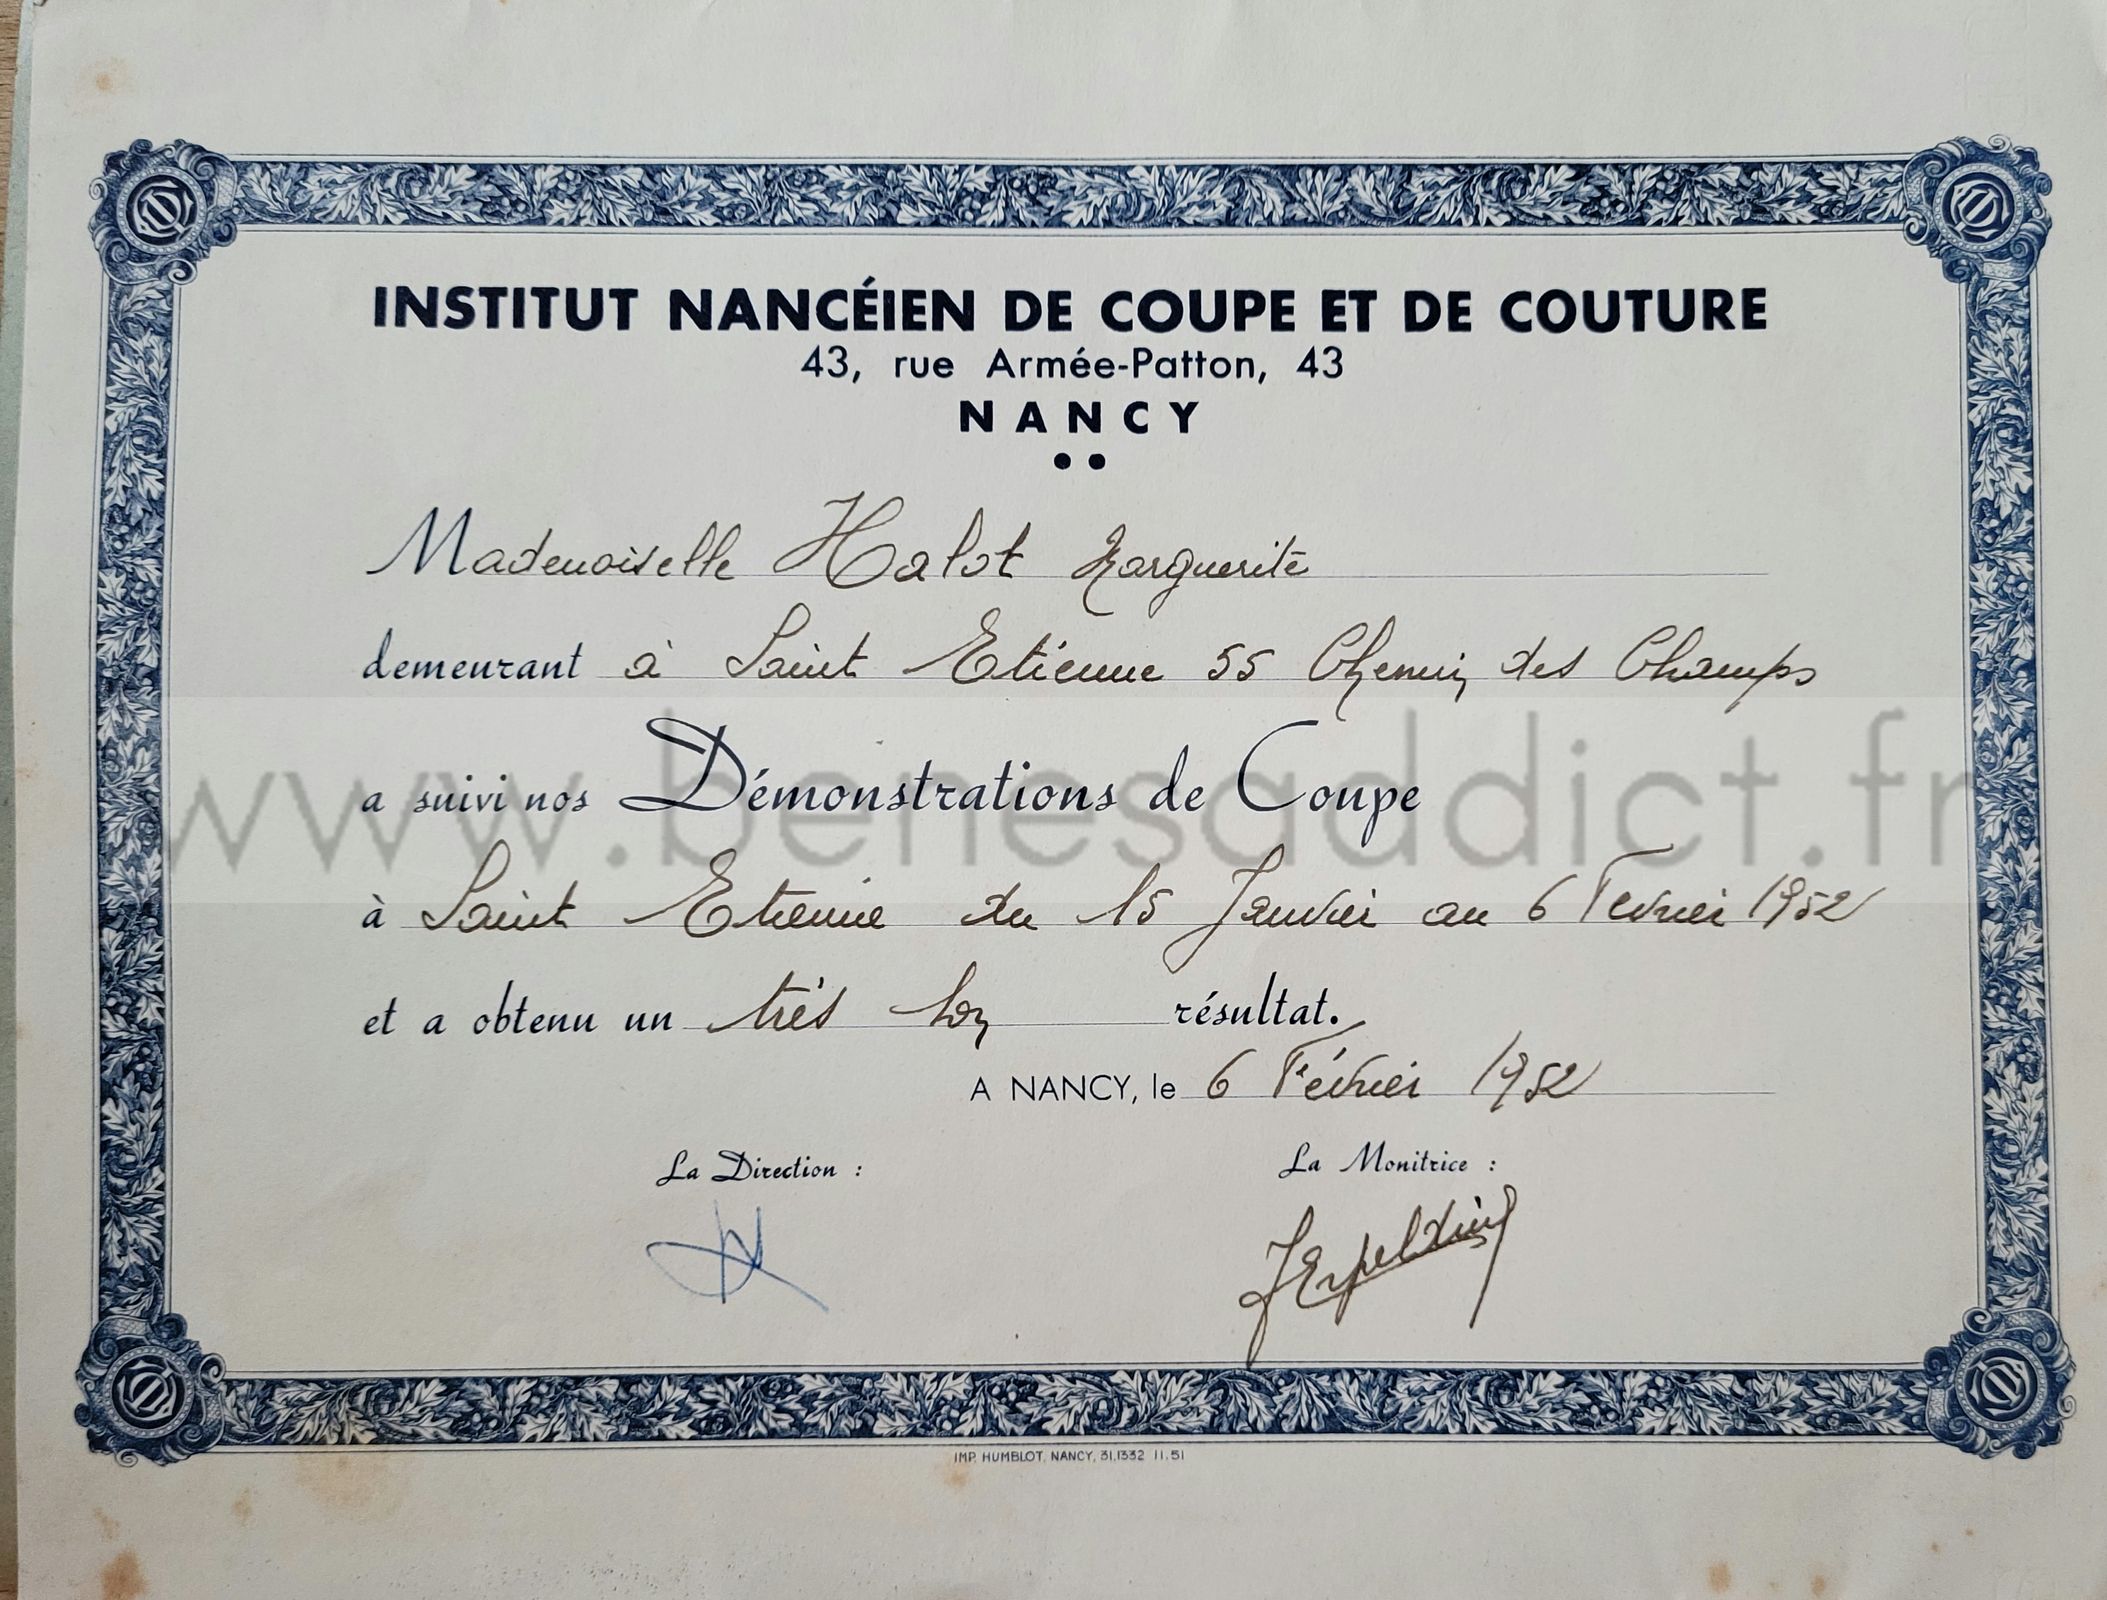 INSTITUT NANCÉIEN DE COUPE ET DE COUTURE
43, rue Armée-Patton, 43
NANCY
Mademoiselle Halot Marguerite
demeurant à Saint Etienne 55 Chemin des Champs
www.benesaddict.fr
a suivi nos Démonstrations de Coupe
à Saint Etienne du 15 Janvier au 6 Fevrier 1952
et a obtenu un très bon résultat.
A NANCY, le 6 Février 1952
La Direction : La Monitrice :
IMP. HUMBLOT, NANCY, 31.1332 11.51